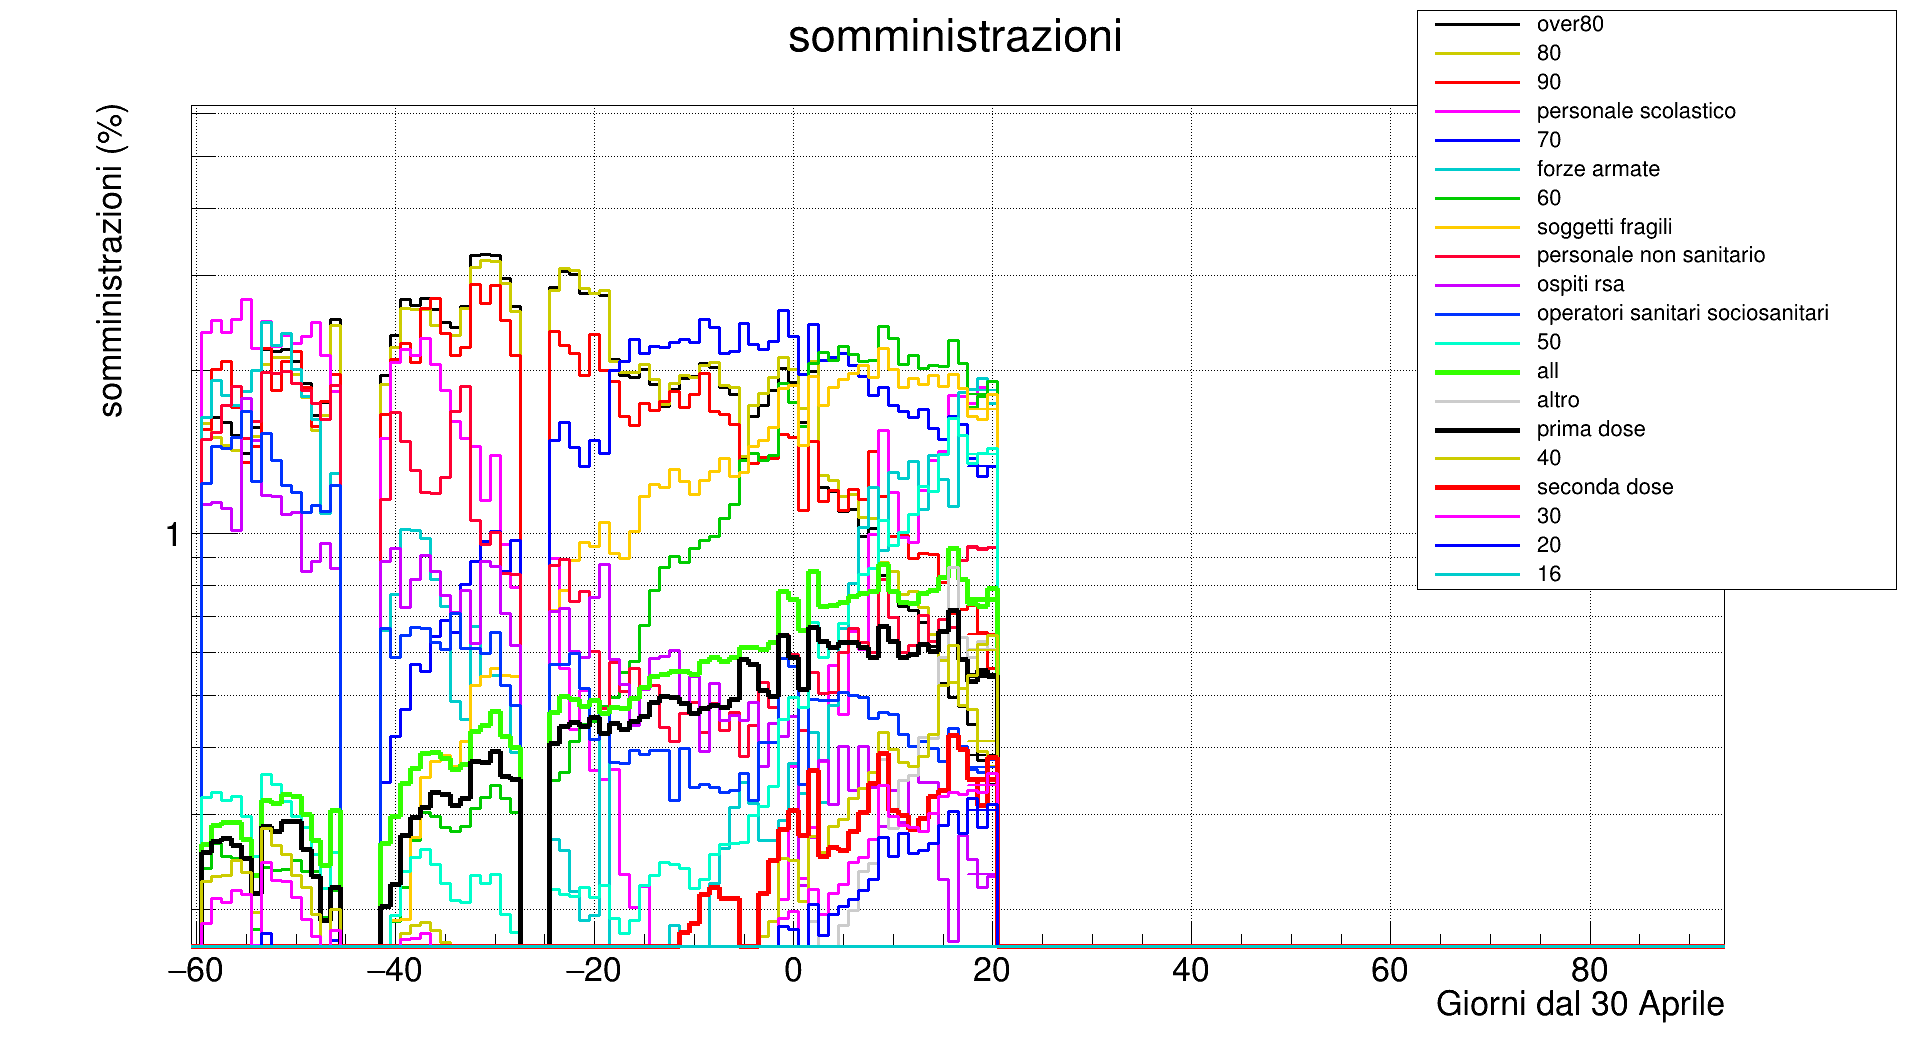 somministrazioni
over80
80
90
personale scolastico
70
forze armate
60
soggetti fragili
personale non sanitario
ospiti rsa
operatori sanitari sociosanitari
50
all
altro
prima dose
40
seconda dose
30
20
16
somministrazioni (%)
1
−60 −40 −20 0 20 40 60 80
Giorni dal 30 Aprile